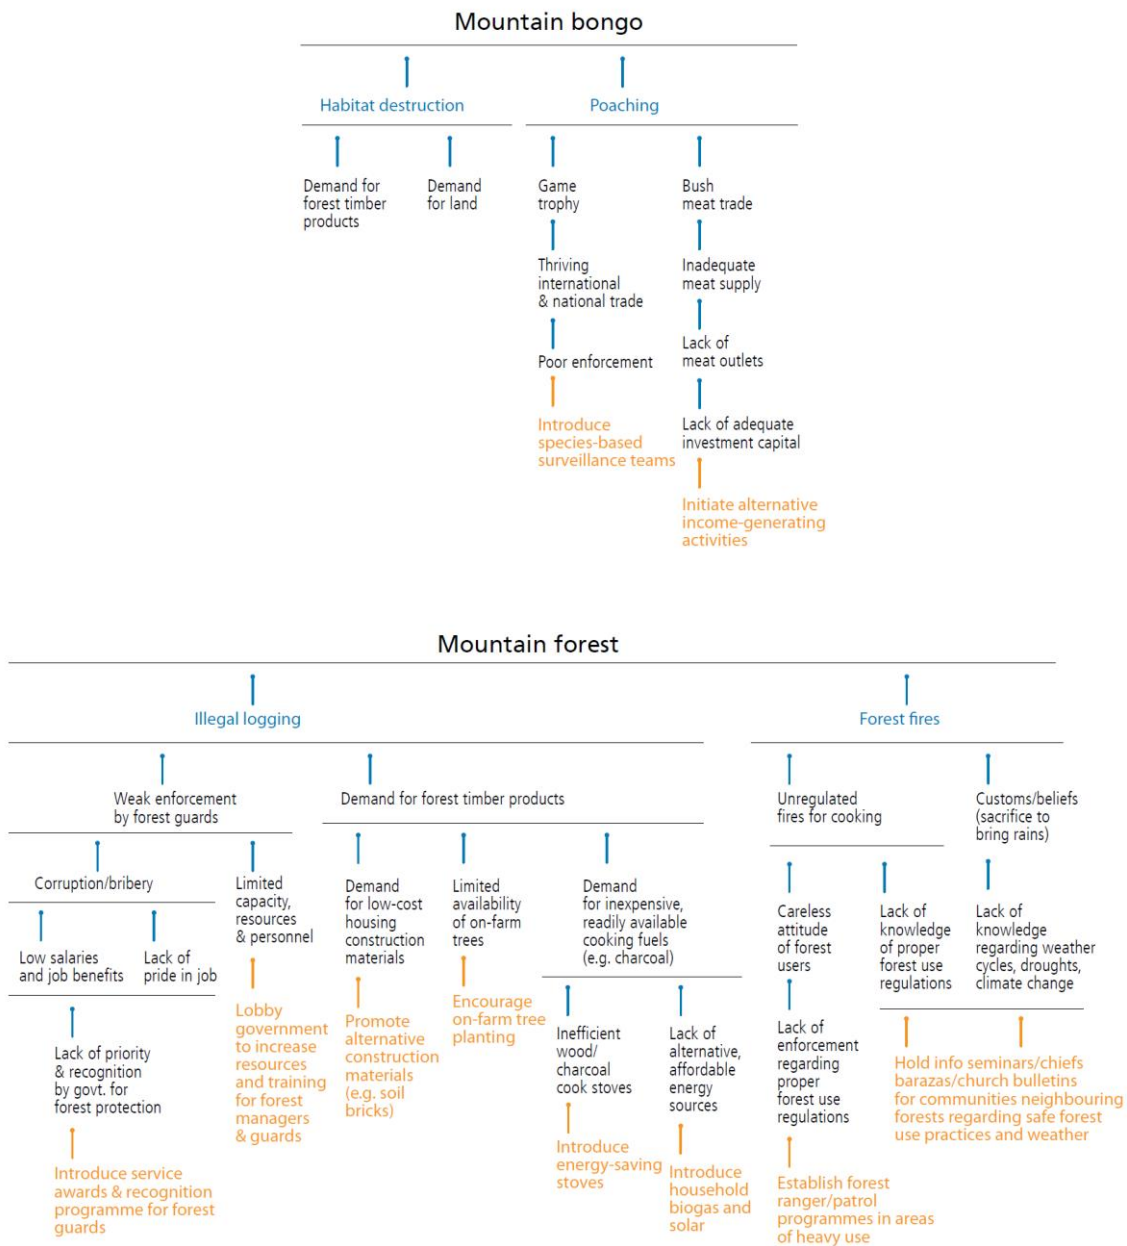 Mountain bongo
Habitat destruction
Poaching
Demand for
forest timber
products
Demand
for land
Game
trophy
Bush
meat trade
Thriving
international
& national trade
Inadequate
meat supply
Poor enforcement
Lack of
meat outlets
Introduce
species-based
surveillance teams
Lack of adequate
investment capital
Initiate alternative
income-generating
activities
Mountain forest
Illegal logging
Forest fires
Weak enforcement
by forest guards
Demand for forest timber products
Unregulated
fires for cooking
Customs/beliefs
(sacrifice to
bring rains)
Corruption/bribery
Limited
capacity,
resources
& personnel
Demand
for low-cost
housing
construction
materials
Limited
availability
of on-farm
trees
Demand
for inexpensive,
readily available
cooking fuels
(e.g. charcoal)
Careless
attitude
of forest
users
Lack of
knowledge
of proper
forest use
regulations
Lack of
knowledge
regarding weather
cycles, droughts,
climate change
Low salaries
and job benefits
Lack of
pride in job
Lobby
government
to increase
resources
and training
for forest
managers
& guards
Promote
alternative
construction
materials
(e.g. soil
bricks)
Encourage
on-farm tree
planting
Inefficient
wood/
charcoal
cook stoves
Lack of
alternative,
affordable
energy
sources
Lack of
enforcement
regarding
proper
forest use
regulations
Hold info seminars/chiefs
barazas/church bulletins
for communities neighbouring
forests regarding safe forest
use practices and weather
Lack of priority
& recognition
by govt. for
forest protection
Introduce service
awards & recognition
programme for forest
guards
Introduce
energy-saving
stoves
Introduce
household
biogas and
solar
Establish forest
ranger/patrol
programmes in areas
of heavy use